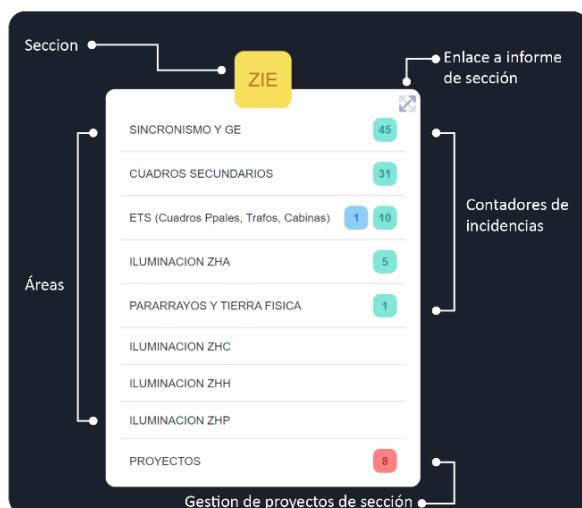 Seccion
ZIE
Enlace a informe
de sección
SINCRONISMO Y GE 45
CUADROS SECUNDARIOS 31
ETS (Cuadros Ppales, Trafos, Cabinas) 1 10
Contadores de
incidencias
ILUMINACION ZHA 5
Áreas
PARARRAYOS Y TIERRA FISICA 1
ILUMINACION ZHC
ILUMINACION ZHH
ILUMINACION ZHP
PROYECTOS 8
Gestion de proyectos de sección